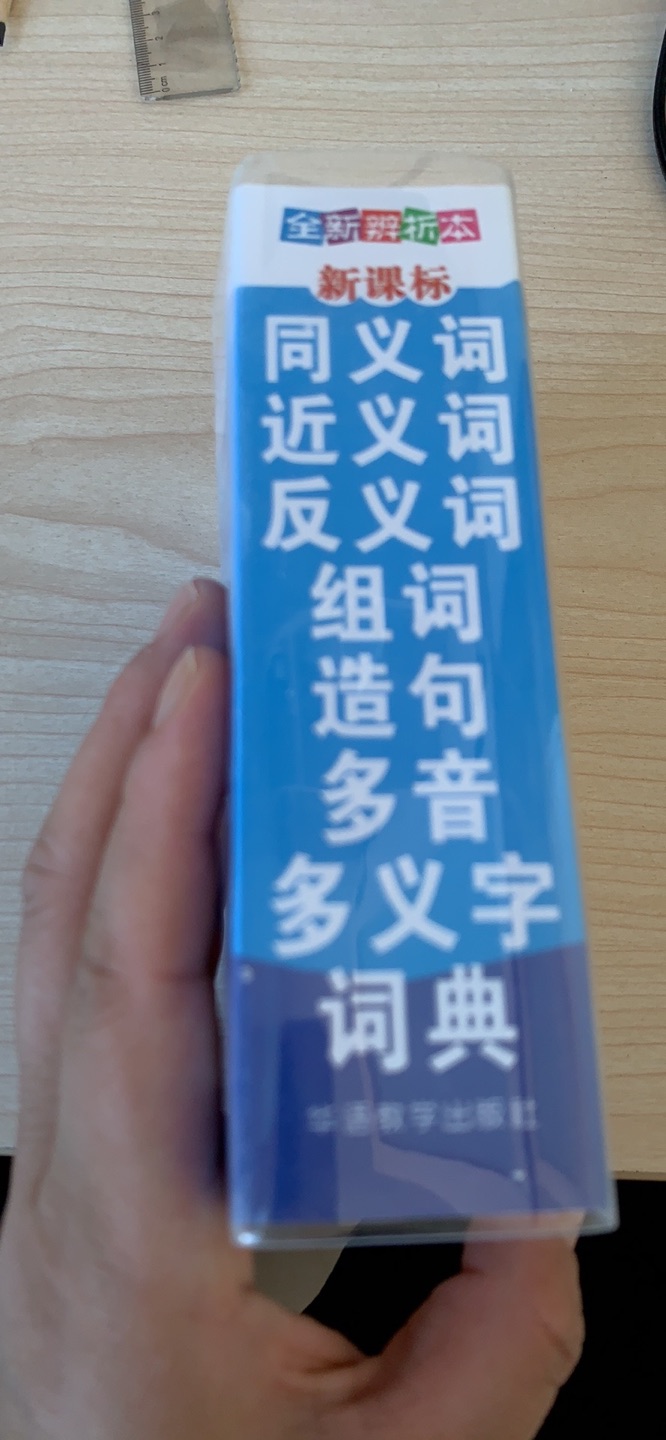 全新辨析本
新课标
同义词
近义词
反义词
组词
造句
多音
多义字
词典
华语教学出版社